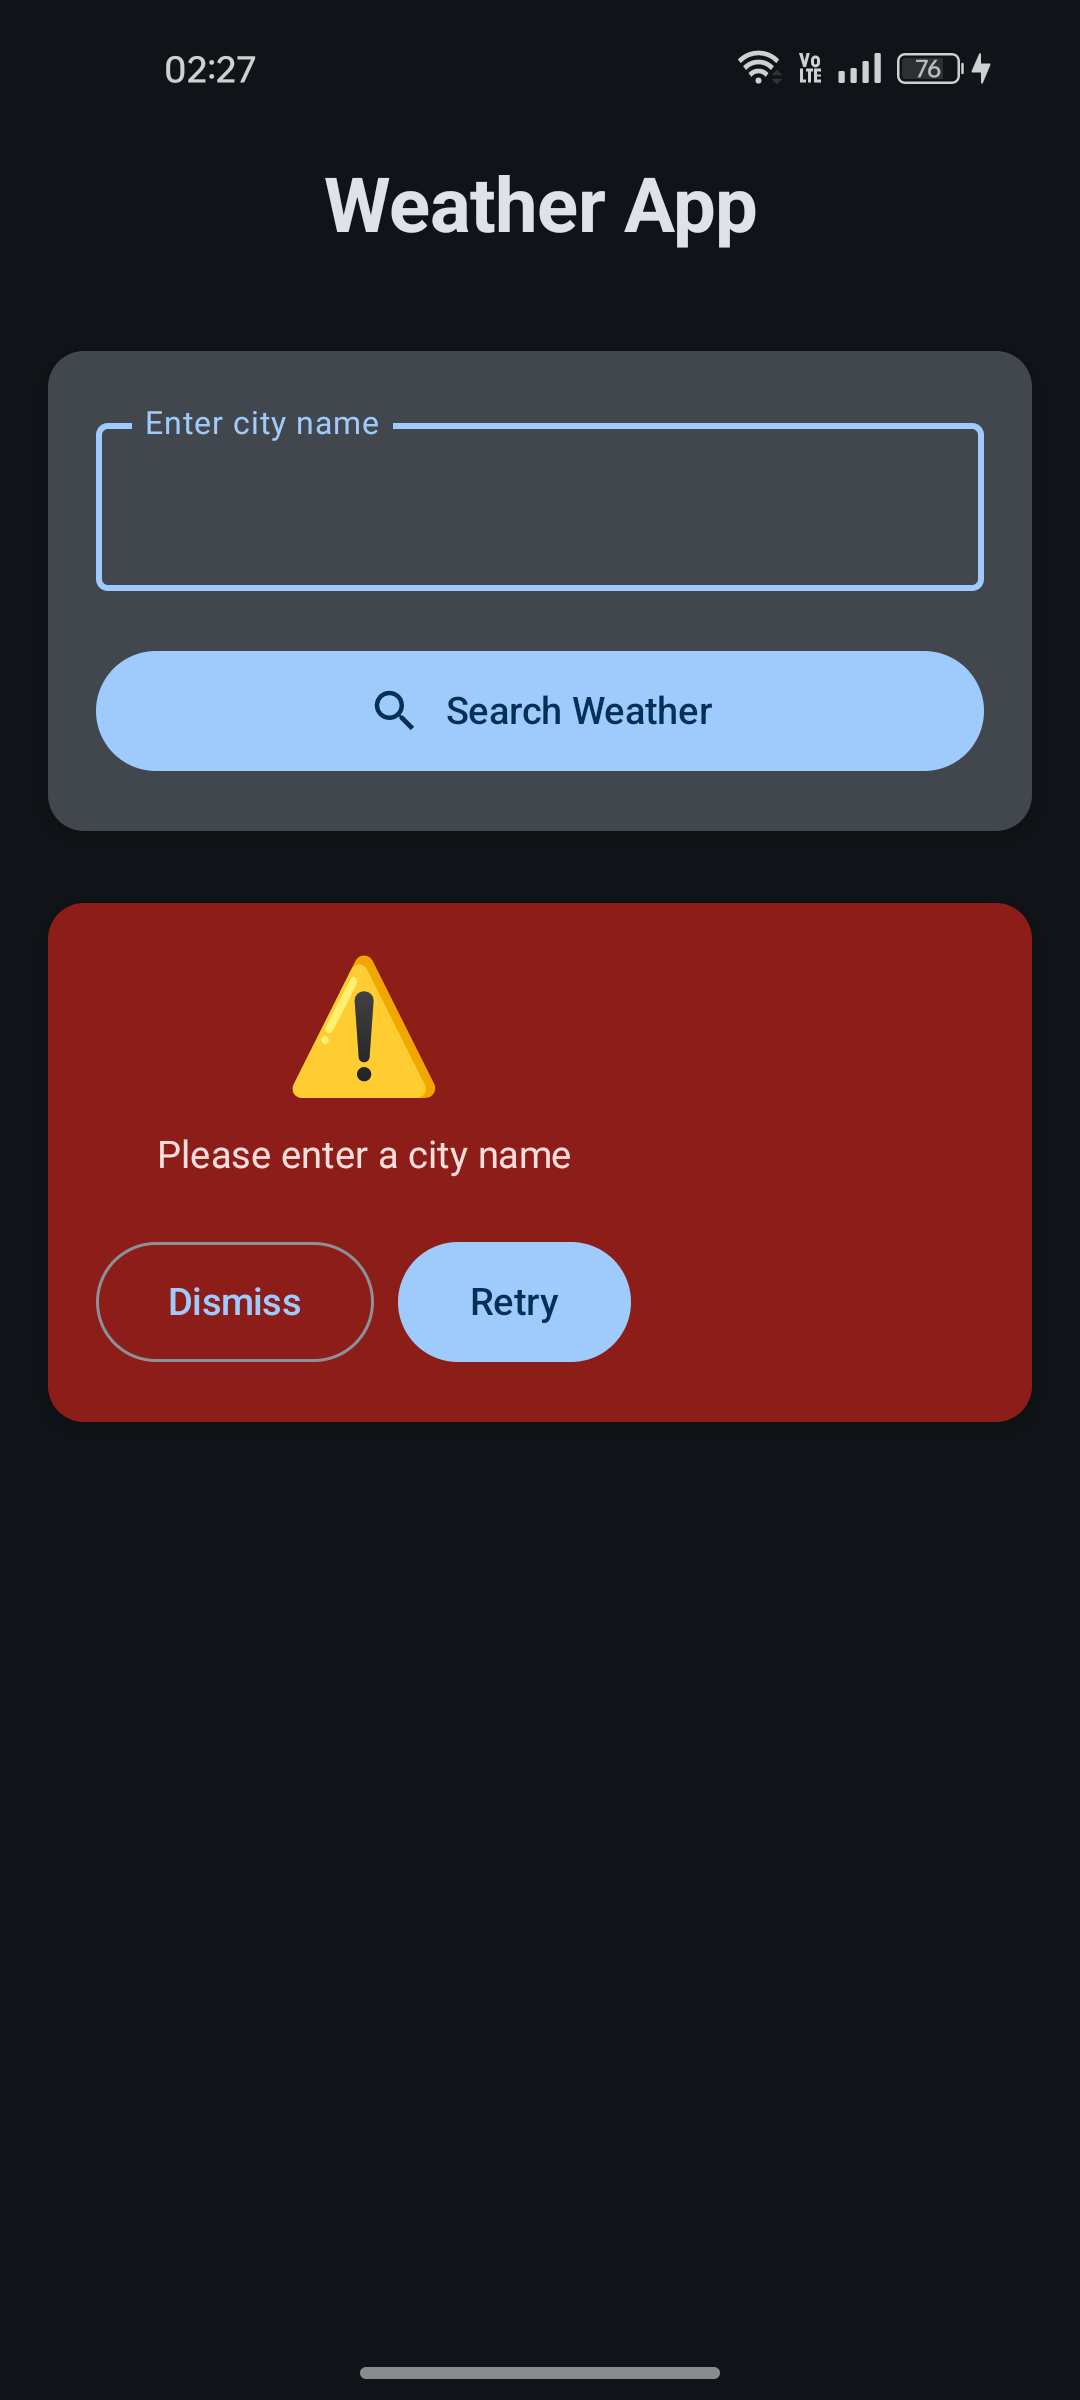 02:27
Vo
LTE
76
Weather App
Enter city name
Search Weather
Please enter a city name
Dismiss
Retry